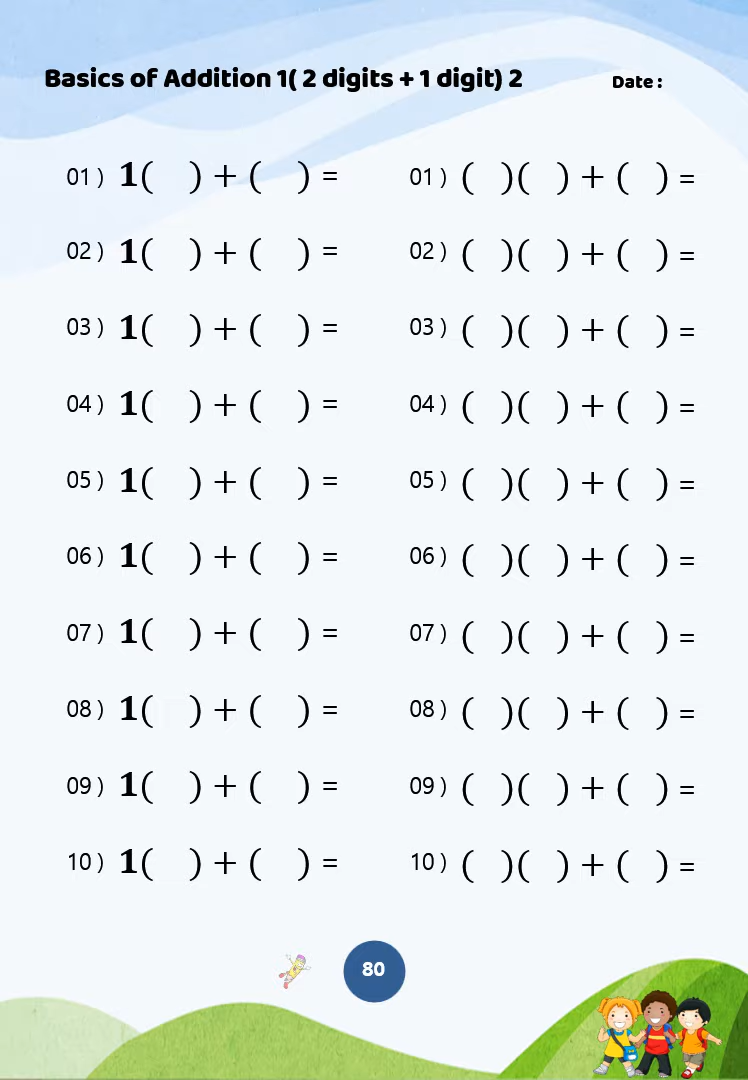 Basics of Addition 1( 2 digits + 1 digit) 2
Date :
01 ) 1( ) + ( ) =
02 ) 1( ) + ( ) =
03 ) 1( ) + ( ) =
04 ) 1( ) + ( ) =
05 ) 1( ) + ( ) =
06 ) 1( ) + ( ) =
07 ) 1( ) + ( ) =
08 ) 1( ) + ( ) =
09 ) 1( ) + ( ) =
10 ) 1( ) + ( ) =
01 ) ( )( ) + ( ) =
02 ) ( )( ) + ( ) =
03 ) ( )( ) + ( ) =
04 ) ( )( ) + ( ) =
05 ) ( )( ) + ( ) =
06 ) ( )( ) + ( ) =
07 ) ( )( ) + ( ) =
08 ) ( )( ) + ( ) =
09 ) ( )( ) + ( ) =
10 ) ( )( ) + ( ) =
80